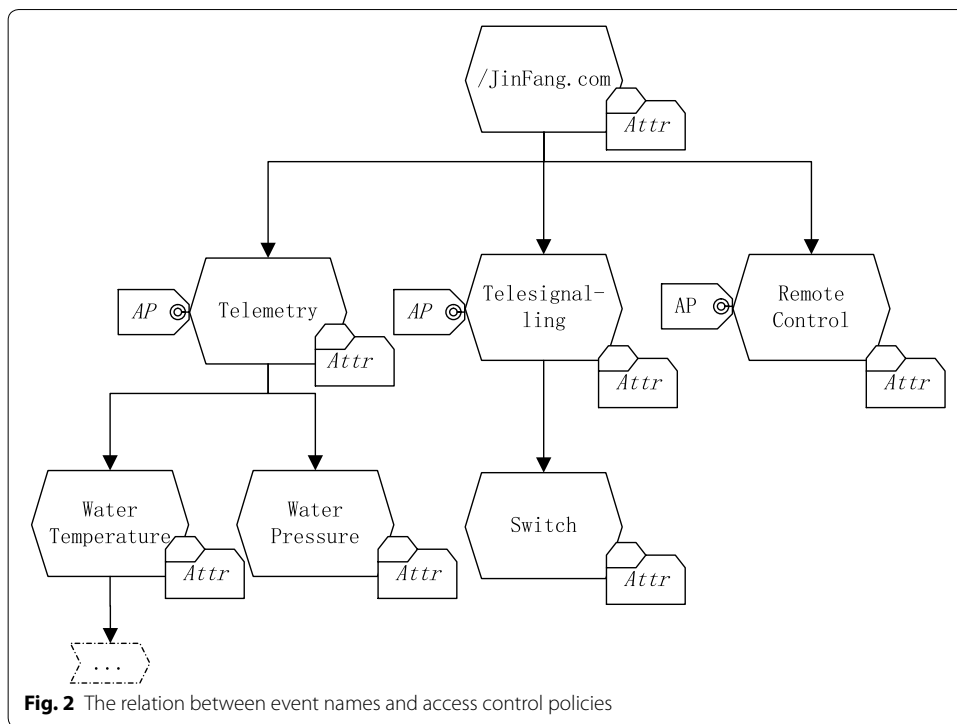 /JinFang.com
Attr
AP
Telemetry
Attr
AP
Telesignal-
ling
Attr
AP
Remote
Control
Attr
Water
Temperature
Attr
Water
Pressure
Attr
Switch
Attr
...
Fig. 2 The relation between event names and access control policies